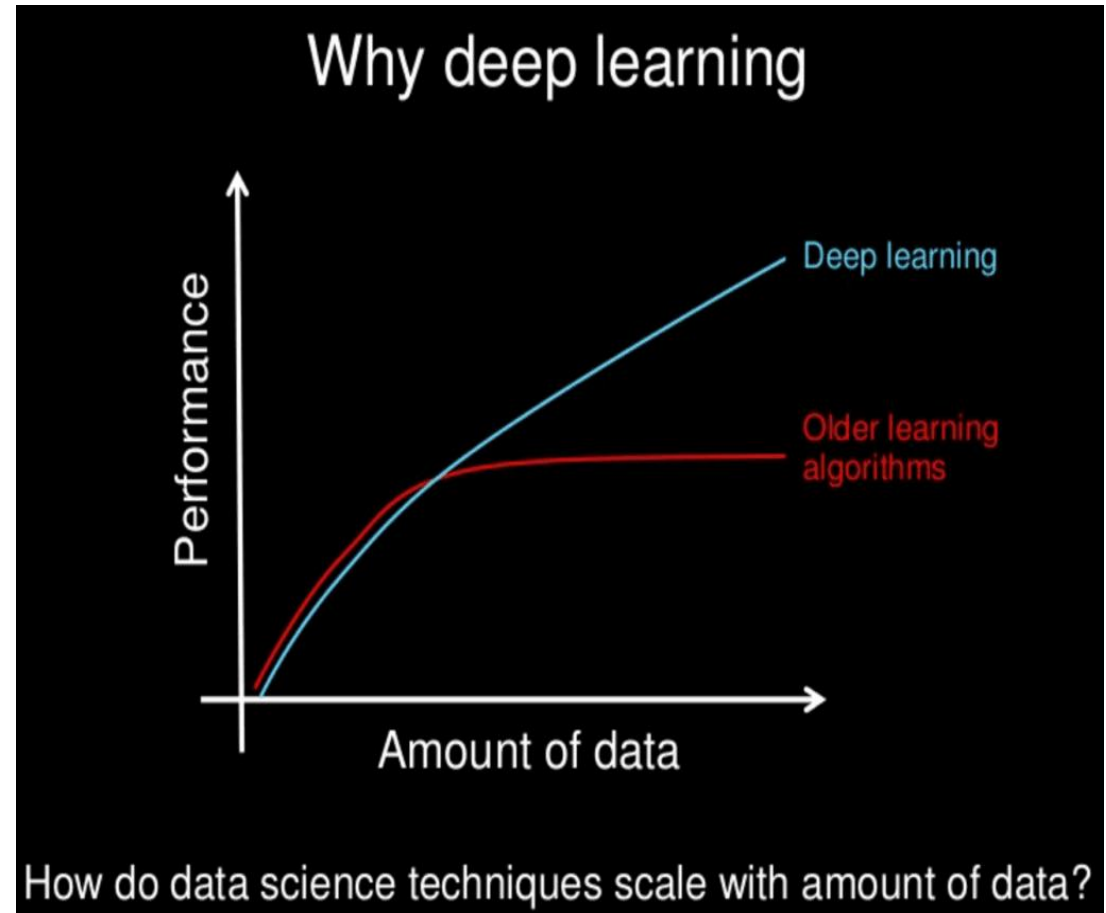 Why deep learning
Deep learning
Older learning
algorithms
Performance
Amount of data
How do data science techniques scale with amount of data?